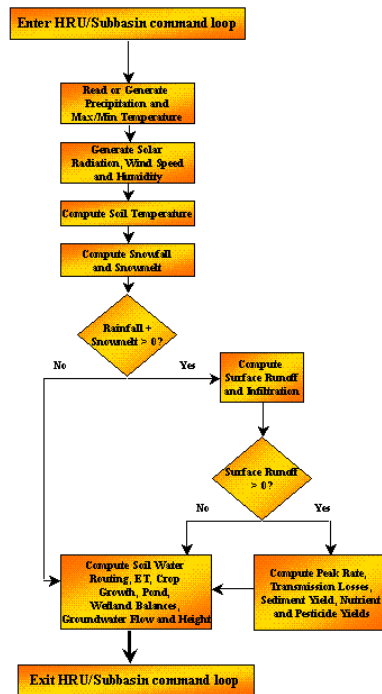 Enter HRU/Subbasin command loop
Read or Generate
Precipitation and
Max/Min Temperature
Generate Solar
Radiation, Wind Speed
and Humidity
Compute Soil Temperature
Compute Snowfall
and Snowmelt
Rainfall +
Snowmelt > 0?
No
Yes
Compute
Surface Runoff
and Infiltration
Surface Runoff
> 0?
No
Yes
Compute Soil Water
Routing, ET, Crop
Growth, Pond,
Wetland Balances,
Groundwater Flow and Height
Compute Peak Rate,
Transmission Losses,
Sediment Yield, Nutrient
and Pesticide Yields
Exit HRU/Subbasin command loop